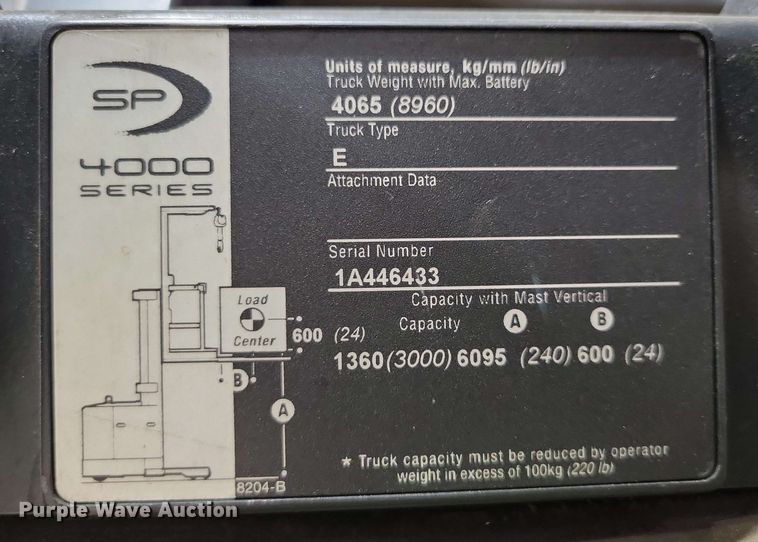 SP
4000
SERIES
Load
Center
600 (24)
B
A
8204-B
Units of measure, kg/mm (lb/in)
Truck Weight with Max. Battery
4065 (8960)
Truck Type
E
Attachment Data
Serial Number
1A446433
Capacity with Mast Vertical
Capacity A B
1360 (3000) 6095 (240) 600 (24)
* Truck capacity must be reduced by operator
weight in excess of 100kg (220 lb)
Purple Wave Auction